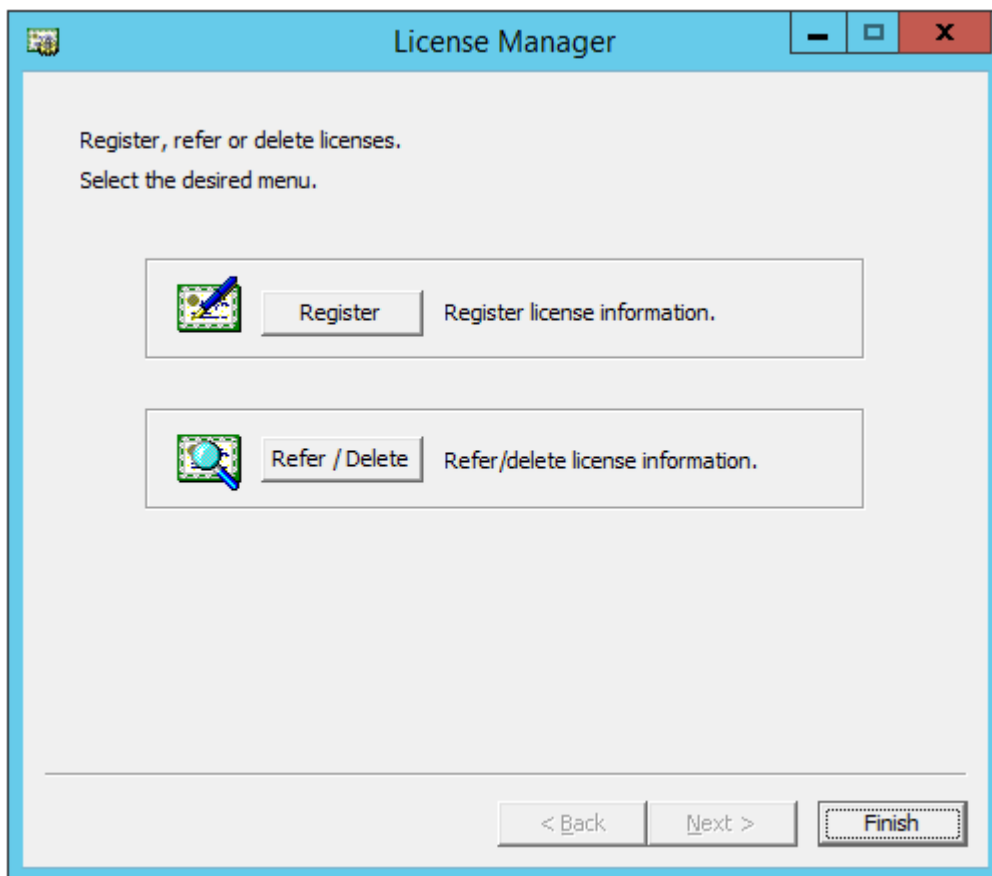 License Manager
Register, refer or delete licenses.
Select the desired menu.
Register
Register license information.
Refer / Delete
Refer/delete license information.
< Back
Next >
Finish